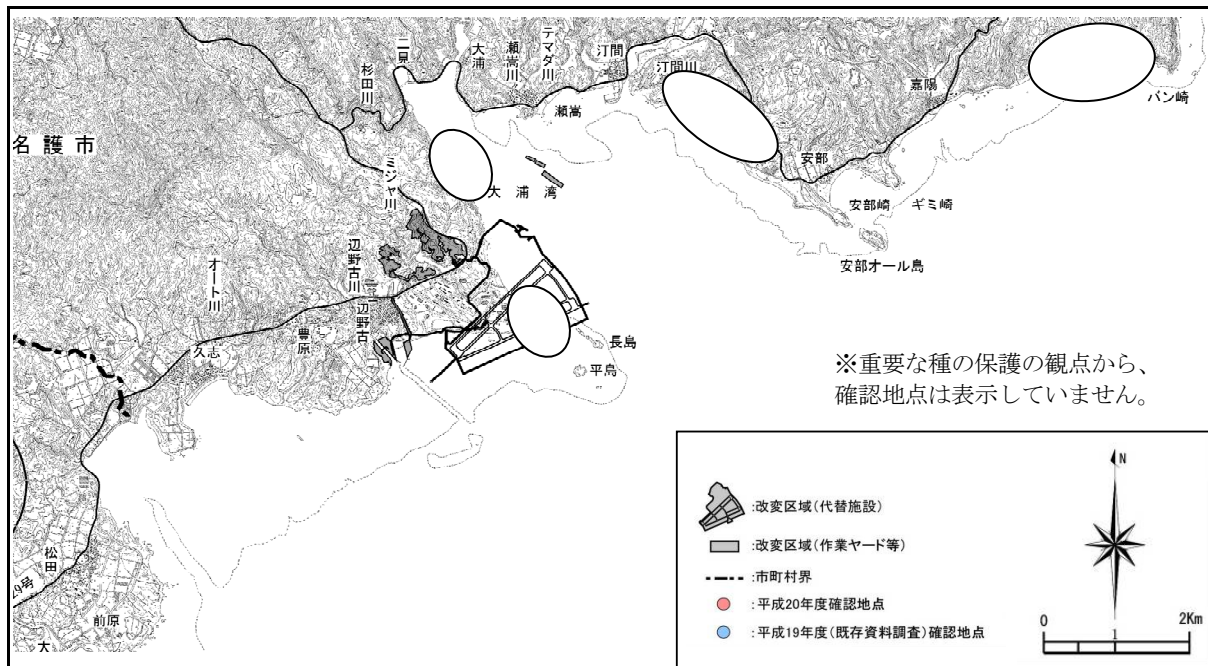 二見
大浦
瀬嵩川
テマダ川
汀間
汀間川
杉田川
瀬嵩
嘉陽
バン崎
名護市
安部
ミジャ川
大浦湾
安部崎
ギミ崎
安部オール島
辺野古川
オート川
辺野古
豊原
久志
長島
平島
※重要な種の保護の観点から、
確認地点は表示していません。
:改変区域(代替施設)
:改変区域(作業ヤード等)
:市町村界
:平成20年度確認地点
:平成19年度(既存資料調査)確認地点
N
0 1 2Km
松田
29号
前原
大